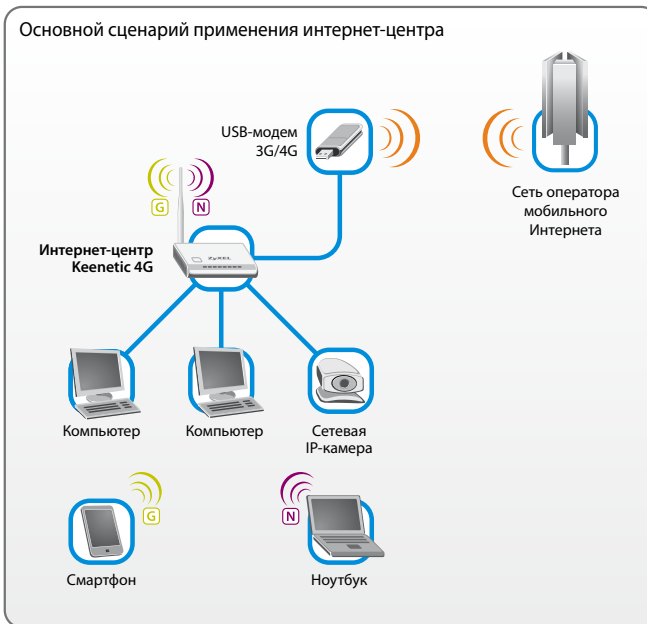 Основной сценарий применения интернет-центра
USB-модем
3G/4G
Сеть оператора
мобильного
Интернета
G N
Интернет-центр
Keenetic 4G
ZyXEL
Компьютер
Компьютер
Сетевая
IP-камера
G
N
Смартфон
Ноутбук